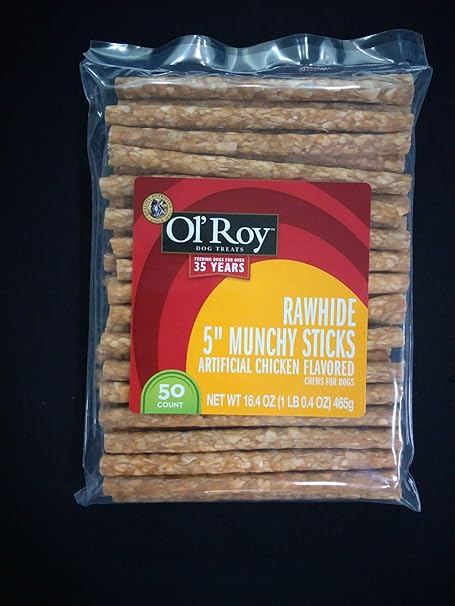 Ol' Roy™
DOG TREATS
FEEDING DOGS FOR OVER
35 YEARS
RAWHIDE
5" MUNCHY STICKS
ARTIFICIAL CHICKEN FLAVORED
CHEWS FOR DOGS
50
COUNT
NET WT 16.4 OZ (1 LB 0.4 OZ) 465g